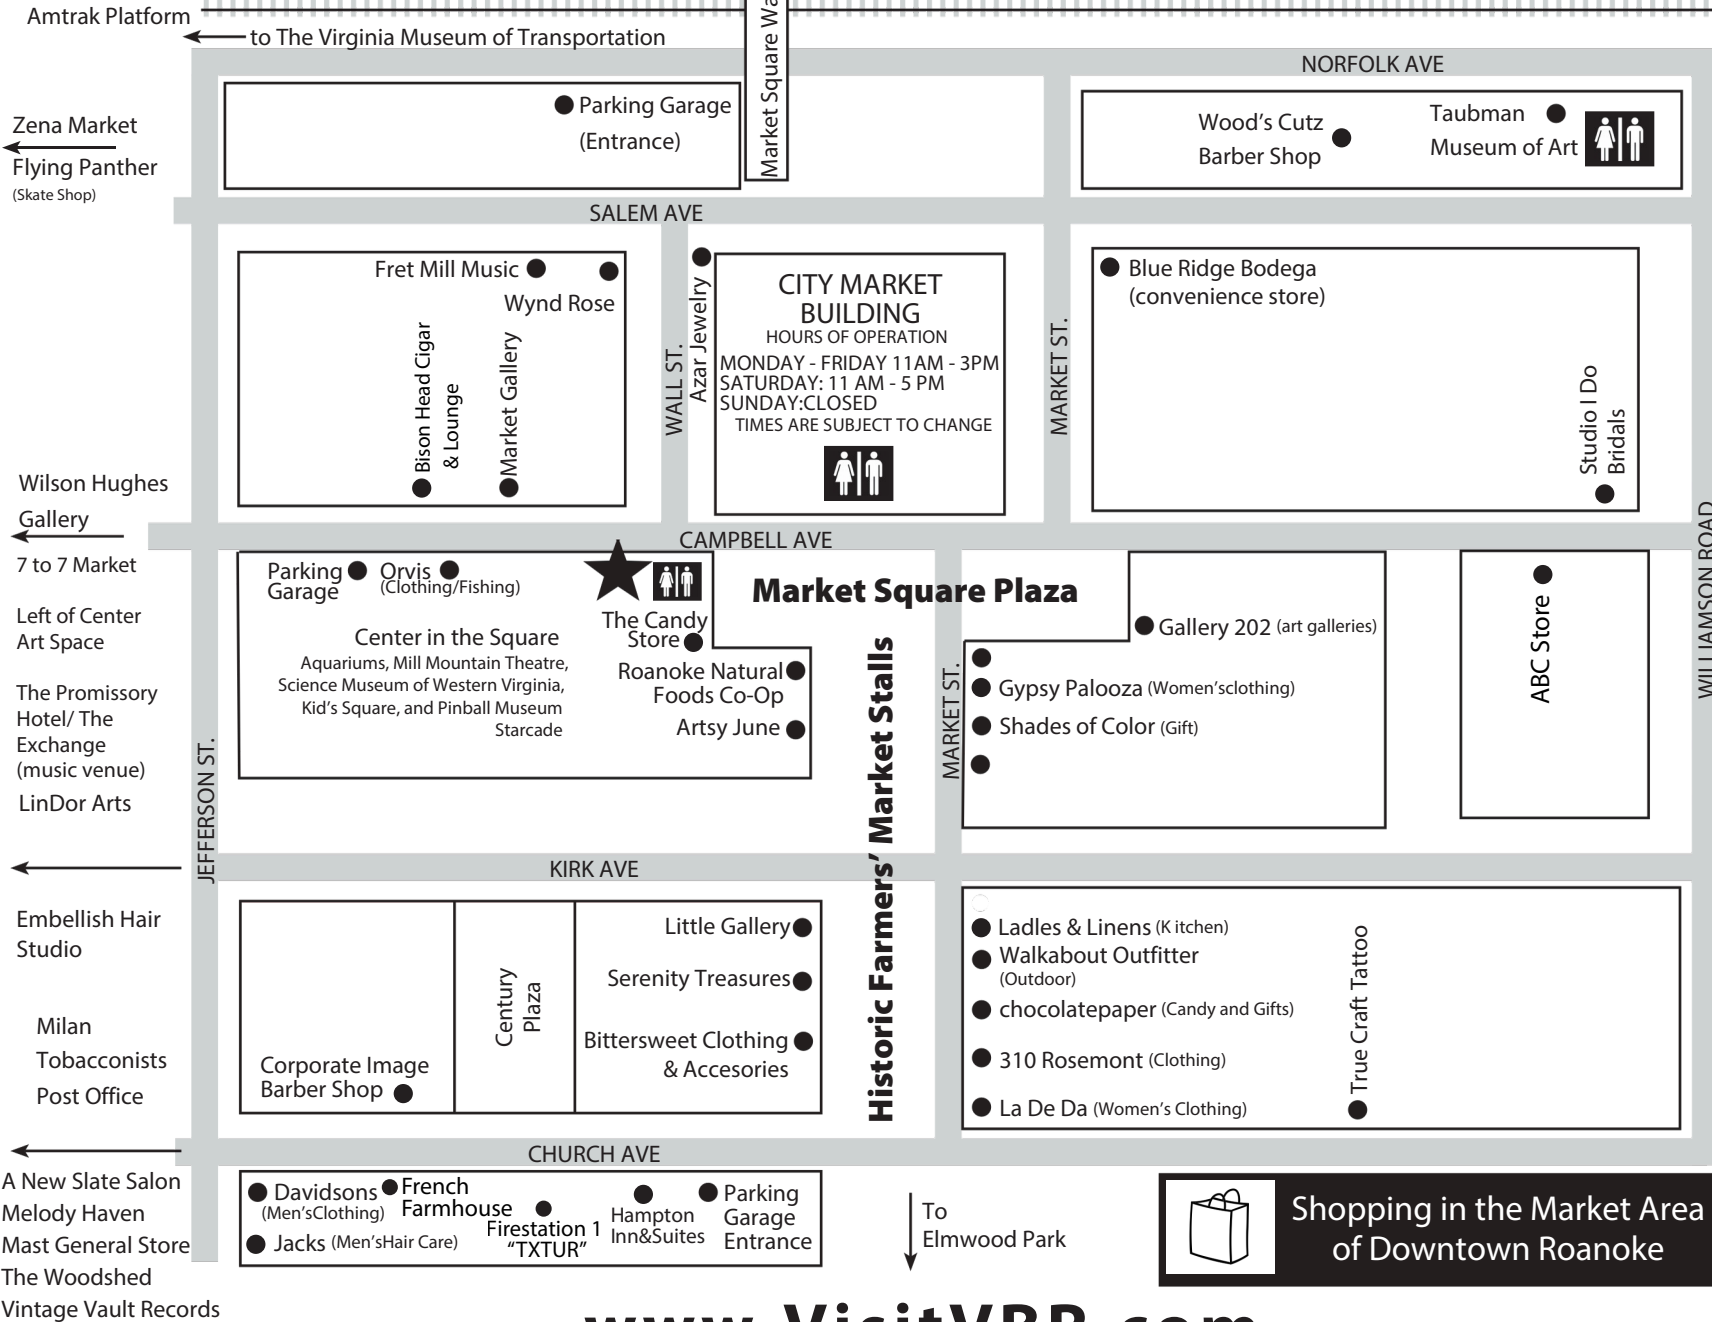 Amtrak Platform
to The Virginia Museum of Transportation
Market Square Wa
NORFOLK AVE
Zena Market
Flying Panther
(Skate Shop)
Parking Garage
(Entrance)
Wood's Cutz
Barber Shop
Taubman
Museum of Art
SALEM AVE
Fret Mill Music
Wynd Rose
Bison Head Cigar
& Lounge
Market Gallery
WALL ST.
Azar Jewelry
CITY MARKET
BUILDING
HOURS OF OPERATION
MONDAY - FRIDAY 11AM - 3PM
SATURDAY: 11 AM - 5 PM
SUNDAY:CLOSED
TIMES ARE SUBJECT TO CHANGE
MARKET ST.
Blue Ridge Bodega
(convenience store)
Studio I Do
Bridals
WILLIAMSON ROAD
Wilson Hughes
Gallery
7 to 7 Market
Left of Center
Art Space
The Promissory
Hotel/ The
Exchange
(music venue)
LinDor Arts
CAMPBELL AVE
JEFFERSON ST.
Parking
Garage
Orvis
(Clothing/Fishing)
Center in the Square
Aquariums, Mill Mountain Theatre,
Science Museum of Western Virginia,
Kid's Square, and Pinball Museum
Starcade
The Candy
Store
Roanoke Natural
Foods Co-Op
Artsy June
Market Square Plaza
Historic Farmers' Market Stalls
MARKET ST.
Gallery 202 (art galleries)
Gypsy Palooza (Women'sclothing)
Shades of Color (Gift)
ABC Store
KIRK AVE
Embellish Hair
Studio
Milan
Tobacconists
Post Office
Corporate Image
Barber Shop
Century
Plaza
Little Gallery
Serenity Treasures
Bittersweet Clothing
& Accesories
Ladles & Linens (K itchen)
Walkabout Outfitter
(Outdoor)
chocolatepaper (Candy and Gifts)
310 Rosemont (Clothing)
La De Da (Women's Clothing)
True Craft Tattoo
CHURCH AVE
A New Slate Salon
Melody Haven
Mast General Store
The Woodshed
Vintage Vault Records
Davidsons
(Men'sClothing)
Jacks (Men'sHair Care)
French
Farmhouse
Firestation 1
"TXTUR"
Hampton
Inn&Suites
Parking
Garage
Entrance
To
Elmwood Park
Shopping in the Market Area
of Downtown Roanoke
www.VisitVBR.com